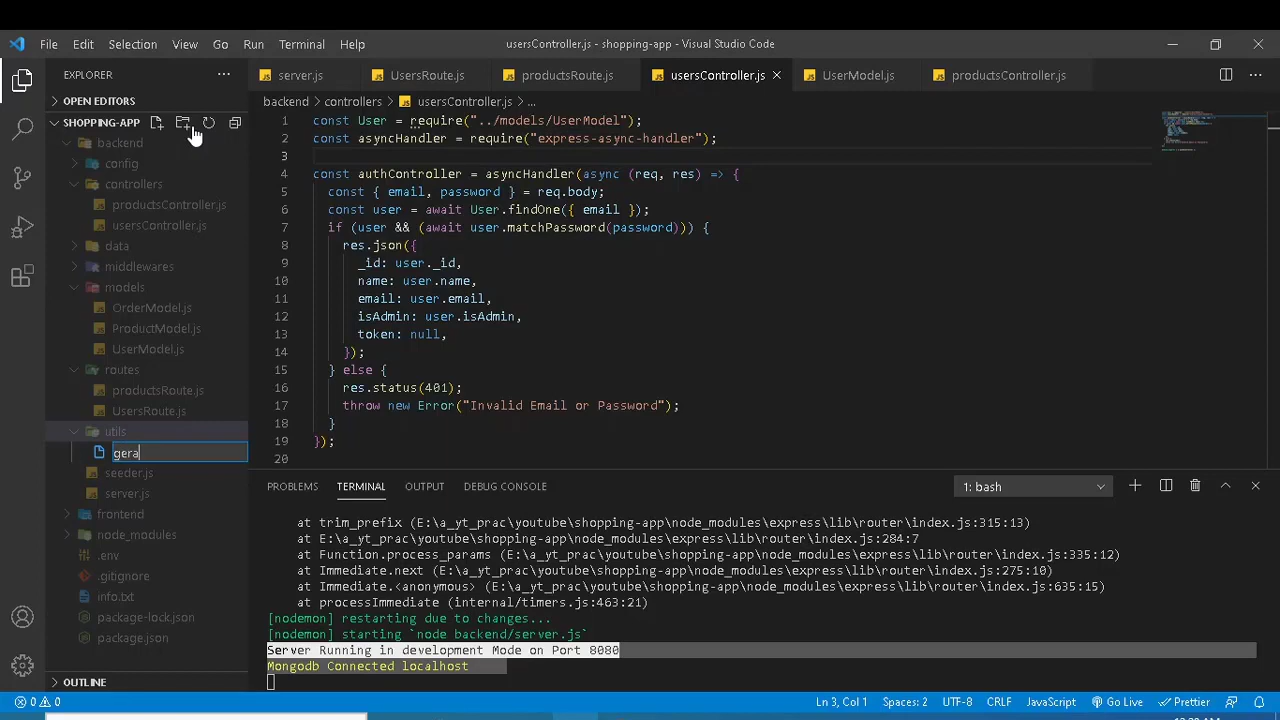 File Edit Selection View Go Run Terminal Help usersController.js - shopping-app - Visual Studio Code
EXPLORER
OPEN EDITORS
SHOPPING-APP
backend
config
controllers
productsController.js
usersController.js
data
middlewares
models
OrderModel.js
ProductModel.js
UserModel.js
routes
productsRoute.js
UsersRoute.js
utils
gera
seeder.js
server.js
frontend
node_modules
.env
.gitignore
info.txt
package-lock.json
package.json
OUTLINE
server.js UsersRoute.js productsRoute.js usersController.js UserModel.js productsController.js
backend > controllers > usersController.js > ...
1 const User = require("../models/UserModel");
2 const asyncHandler = require("express-async-handler");
3
4 const authController = asyncHandler(async (req, res) => {
5 const { email, password } = req.body;
6 const user = await User.findOne({ email });
7 if (user && (await user.matchPassword(password))) {
8 res.json({
9 _id: user._id,
10 name: user.name,
11 email: user.email,
12 isAdmin: user.isAdmin,
13 token: null,
14 });
15 } else {
16 res.status(401);
17 throw new Error("Invalid Email or Password");
18 }
19 });
20
PROBLEMS TERMINAL OUTPUT DEBUG CONSOLE 1: bash
at trim_prefix (E:\a_yt_prac\youtube\shopping-app\node_modules\express\lib\router\index.js:315:13)
at E:\a_yt_prac\youtube\shopping-app\node_modules\express\lib\router\index.js:284:7
at Function.process_params (E:\a_yt_prac\youtube\shopping-app\node_modules\express\lib\router\index.js:335:12)
at Immediate.next (E:\a_yt_prac\youtube\shopping-app\node_modules\express\lib\router\index.js:275:10)
at Immediate.<anonymous> (E:\a_yt_prac\youtube\shopping-app\node_modules\express\lib\router\index.js:635:15)
at processImmediate (internal/timers.js:463:21)
[nodemon] restarting due to changes...
[nodemon] starting `node backend/server.js`
Server Running in development Mode on Port 8080
Mongodb Connected localhost
0 0 Ln 3, Col 1 Spaces: 2 UTF-8 CRLF JavaScript Go Live Prettier